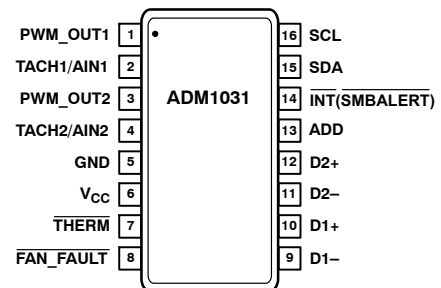 PWM_OUT1 1
TACH1/AIN1 2
PWM_OUT2 3
TACH2/AIN2 4
GND 5
VCC 6
THERM 7
FAN_FAULT 8
ADM1031
16 SCL
15 SDA
14 INT(SMBALERT)
13 ADD
12 D2+
11 D2–
10 D1+
9 D1–